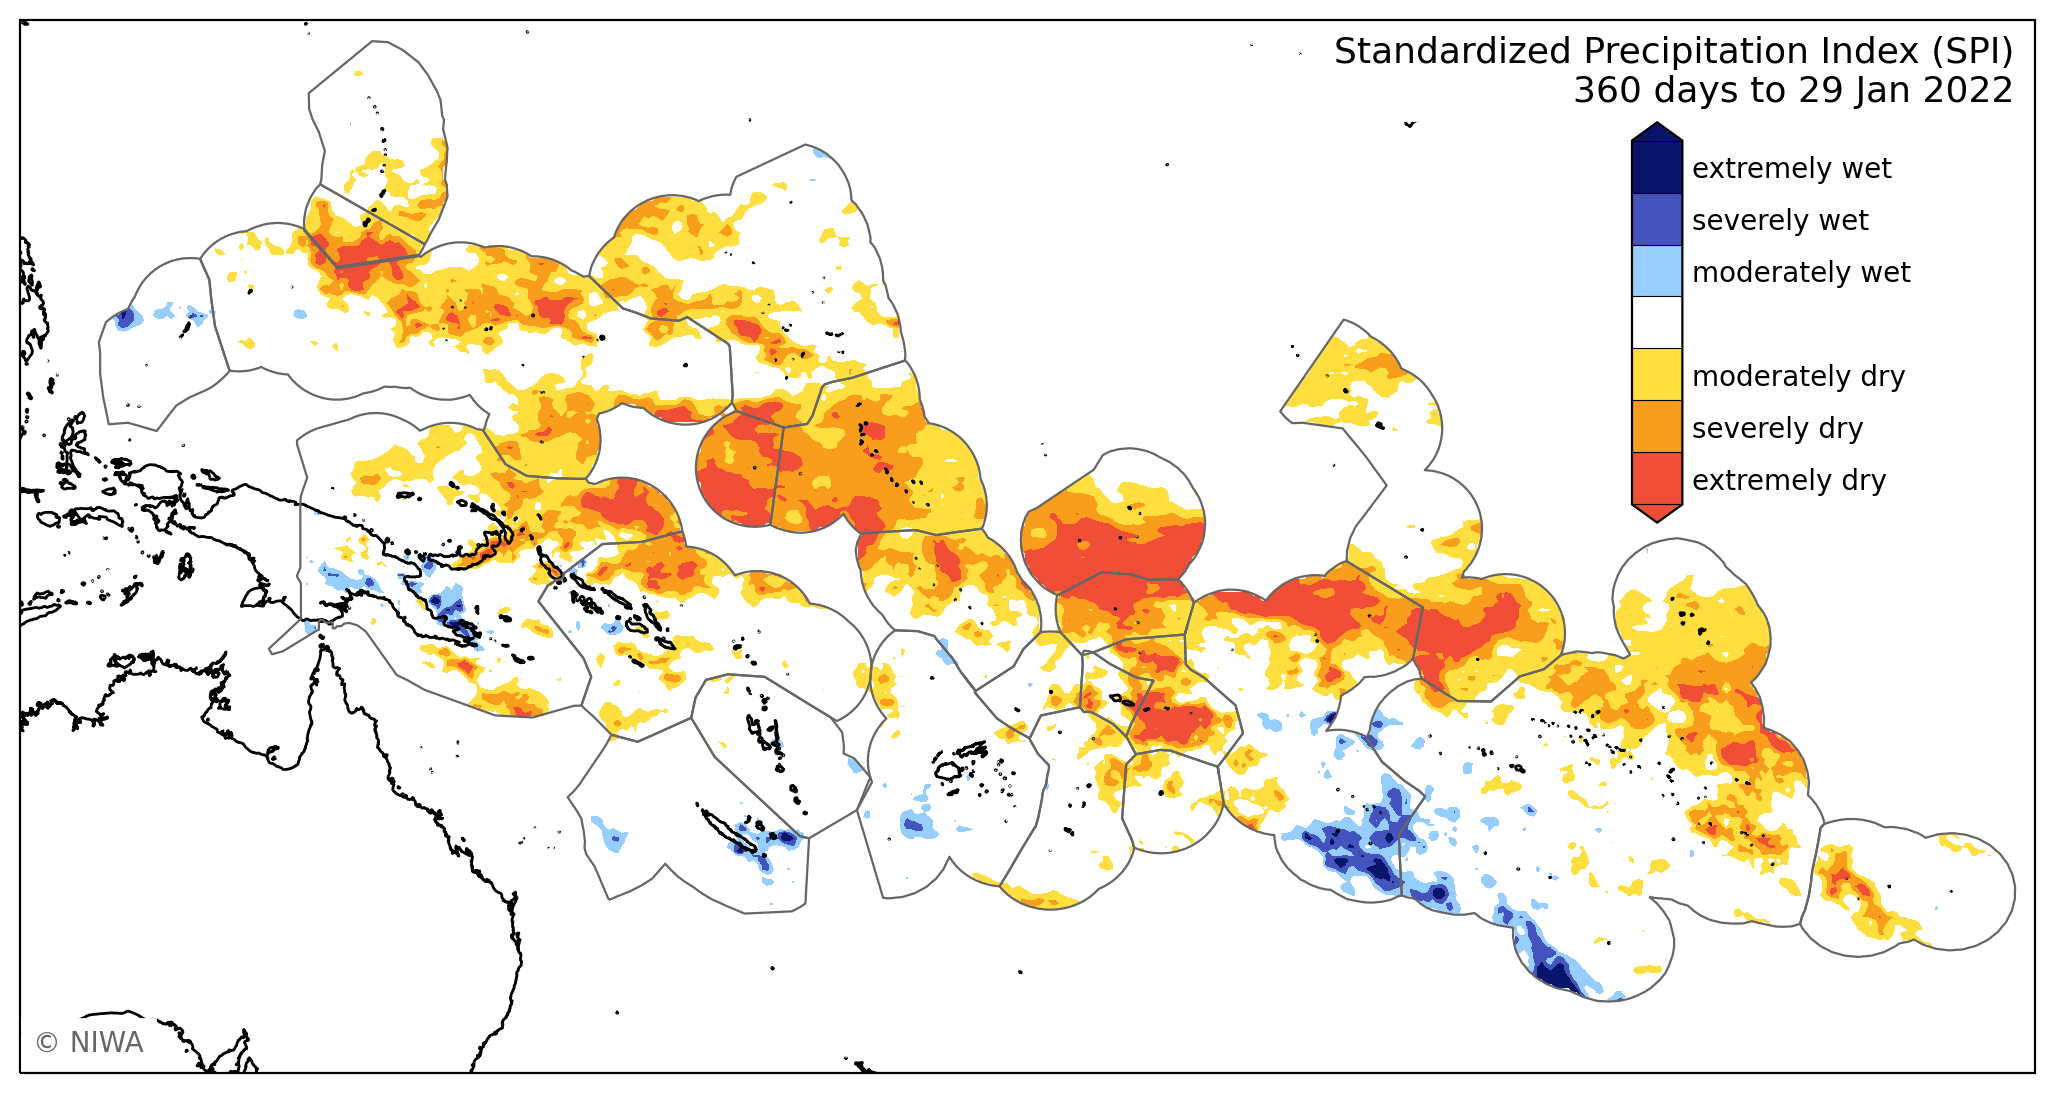 Standardized Precipitation Index (SPI)
360 days to 29 Jan 2022
extremely wet
severely wet
moderately wet
moderately dry
severely dry
extremely dry
© NIWA